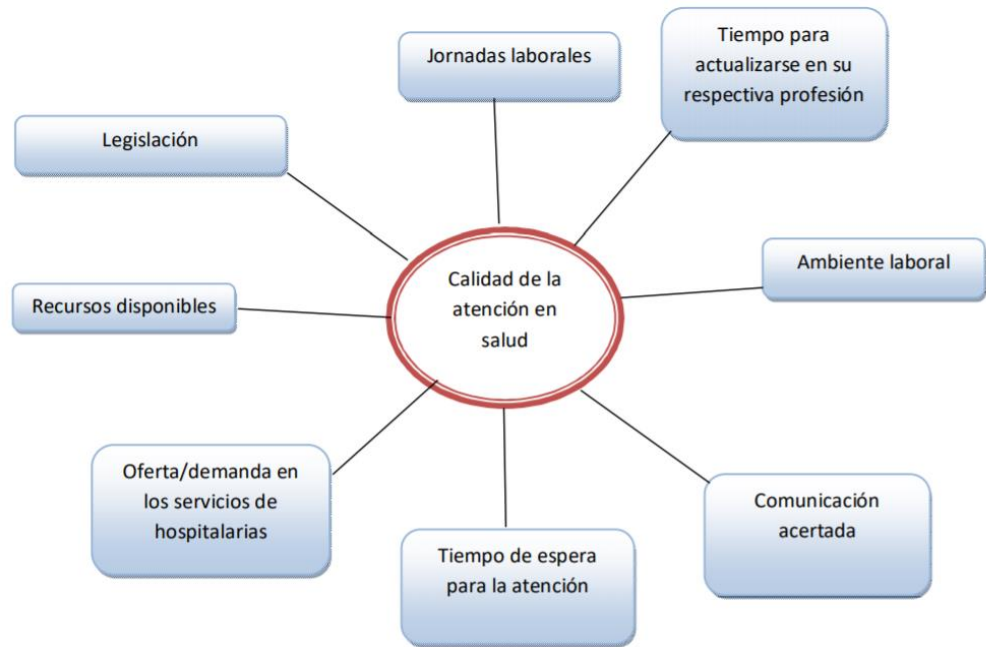 Jornadas laborales
Tiempo para
actualizarse en su
respectiva profesión
Legislación
Ambiente laboral
Calidad de la
atención en
salud
Recursos disponibles
Oferta/demanda en
los servicios de
hospitalarias
Tiempo de espera
para la atención
Comunicación
acertada